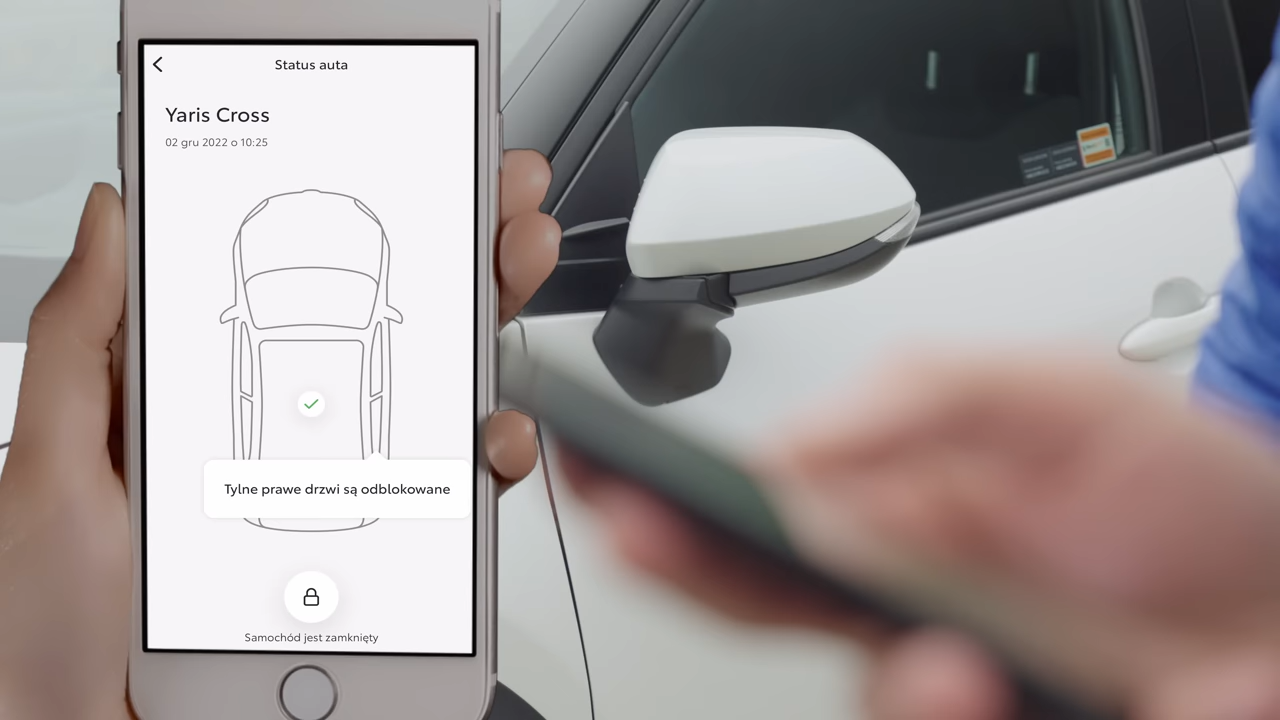 Status auta
Yaris Cross
02 gru 2022 o 10:25
Tylne prawe drzwi są odblokowane
Samochód jest zamknięty